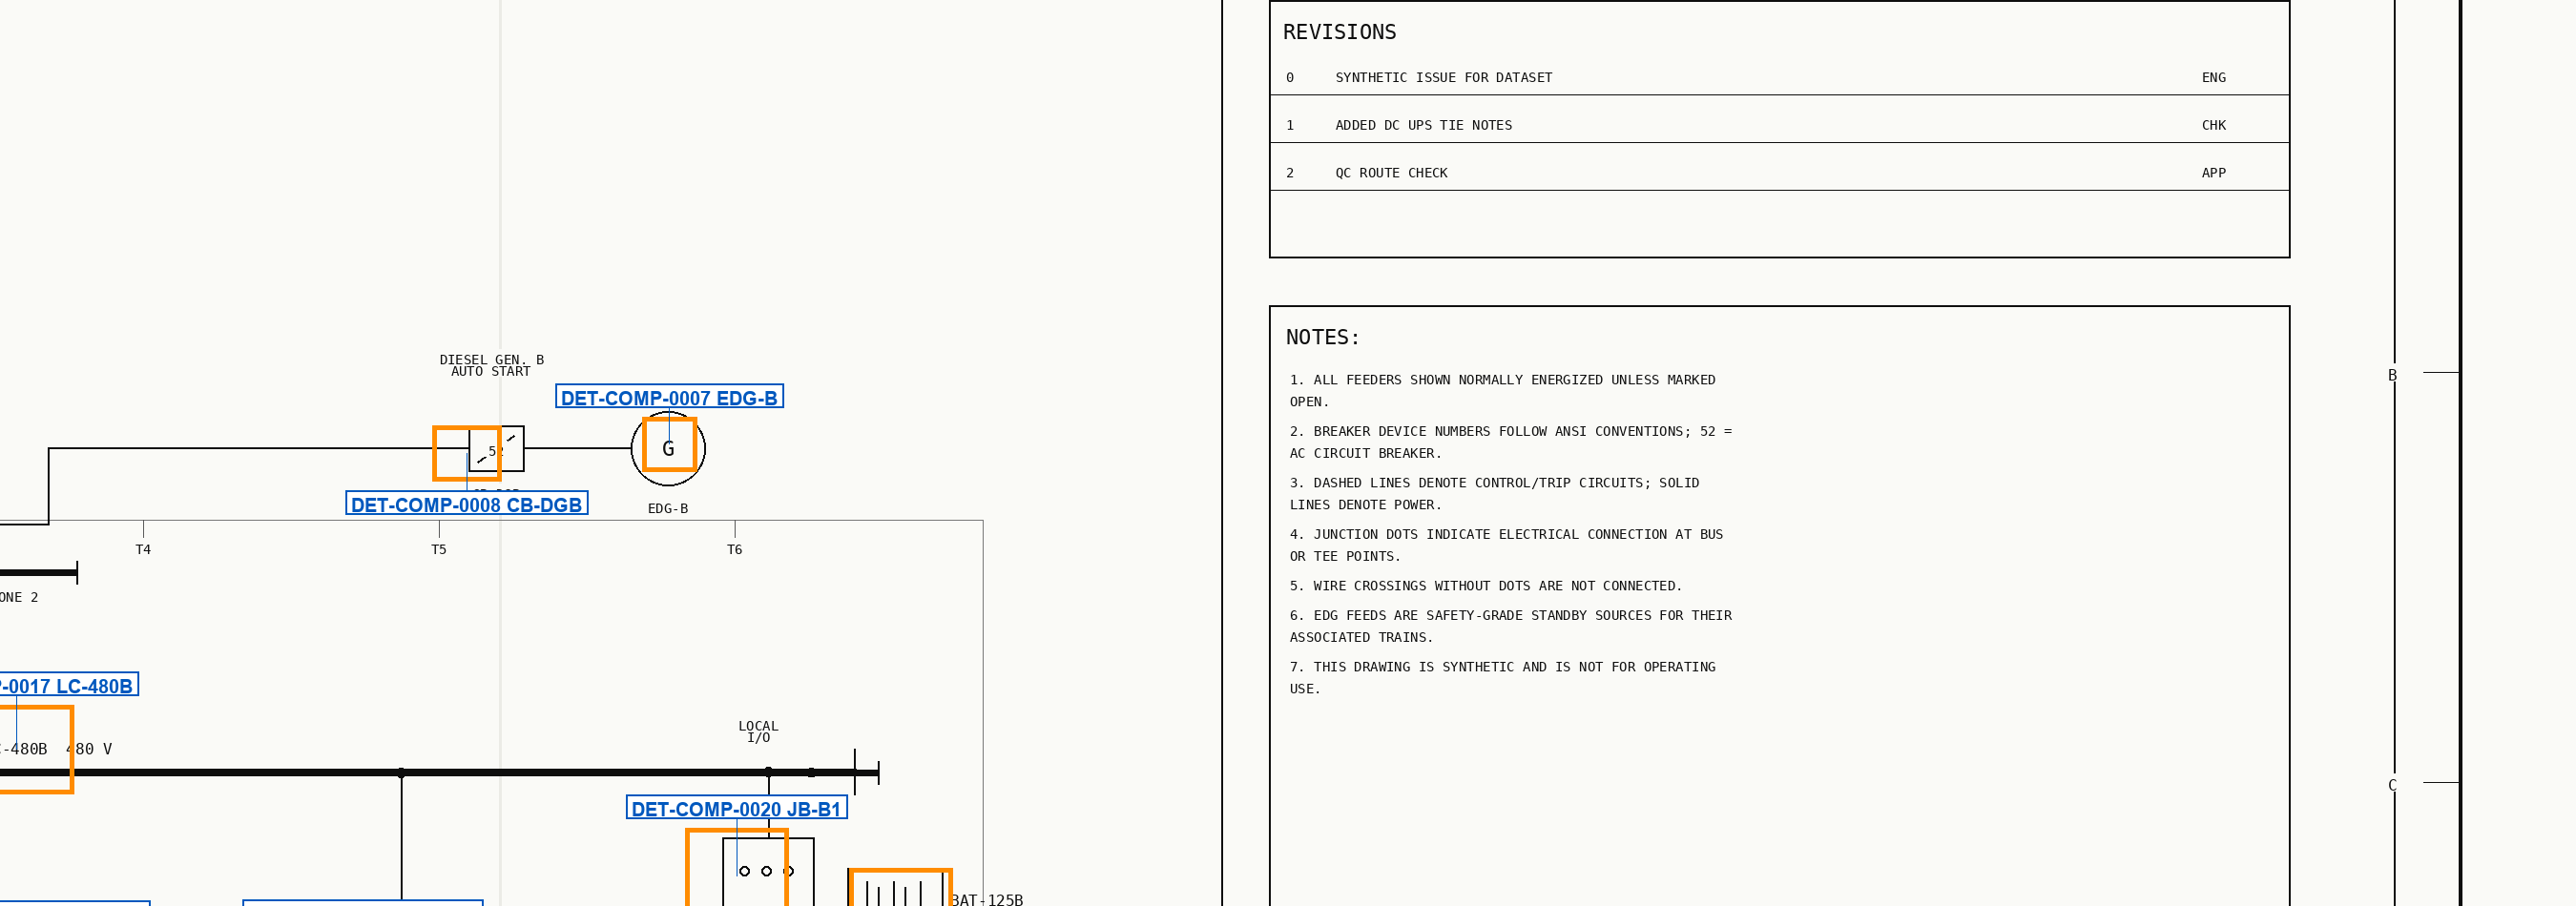 REVISIONS
0 SYNTHETIC ISSUE FOR DATASET ENG
1 ADDED DC UPS TIE NOTES CHK
2 QC ROUTE CHECK APP
NOTES:
1. ALL FEEDERS SHOWN NORMALLY ENERGIZED UNLESS MARKED
OPEN.
2. BREAKER DEVICE NUMBERS FOLLOW ANSI CONVENTIONS; 52 =
AC CIRCUIT BREAKER.
3. DASHED LINES DENOTE CONTROL/TRIP CIRCUITS; SOLID
LINES DENOTE POWER.
4. JUNCTION DOTS INDICATE ELECTRICAL CONNECTION AT BUS
OR TEE POINTS.
5. WIRE CROSSINGS WITHOUT DOTS ARE NOT CONNECTED.
6. EDG FEEDS ARE SAFETY-GRADE STANDBY SOURCES FOR THEIR
ASSOCIATED TRAINS.
7. THIS DRAWING IS SYNTHETIC AND IS NOT FOR OPERATING
USE.
B
C
DIESEL GEN. B
AUTO START
DET-COMP-0007 EDG-B
52
G
DET-COMP-0008 CB-DGB
EDG-B
T4
T5
T6
ONE 2
P-0017 LC-480B
C-480B 480 V
LOCAL
I/O
DET-COMP-0020 JB-B1
BAT-125B